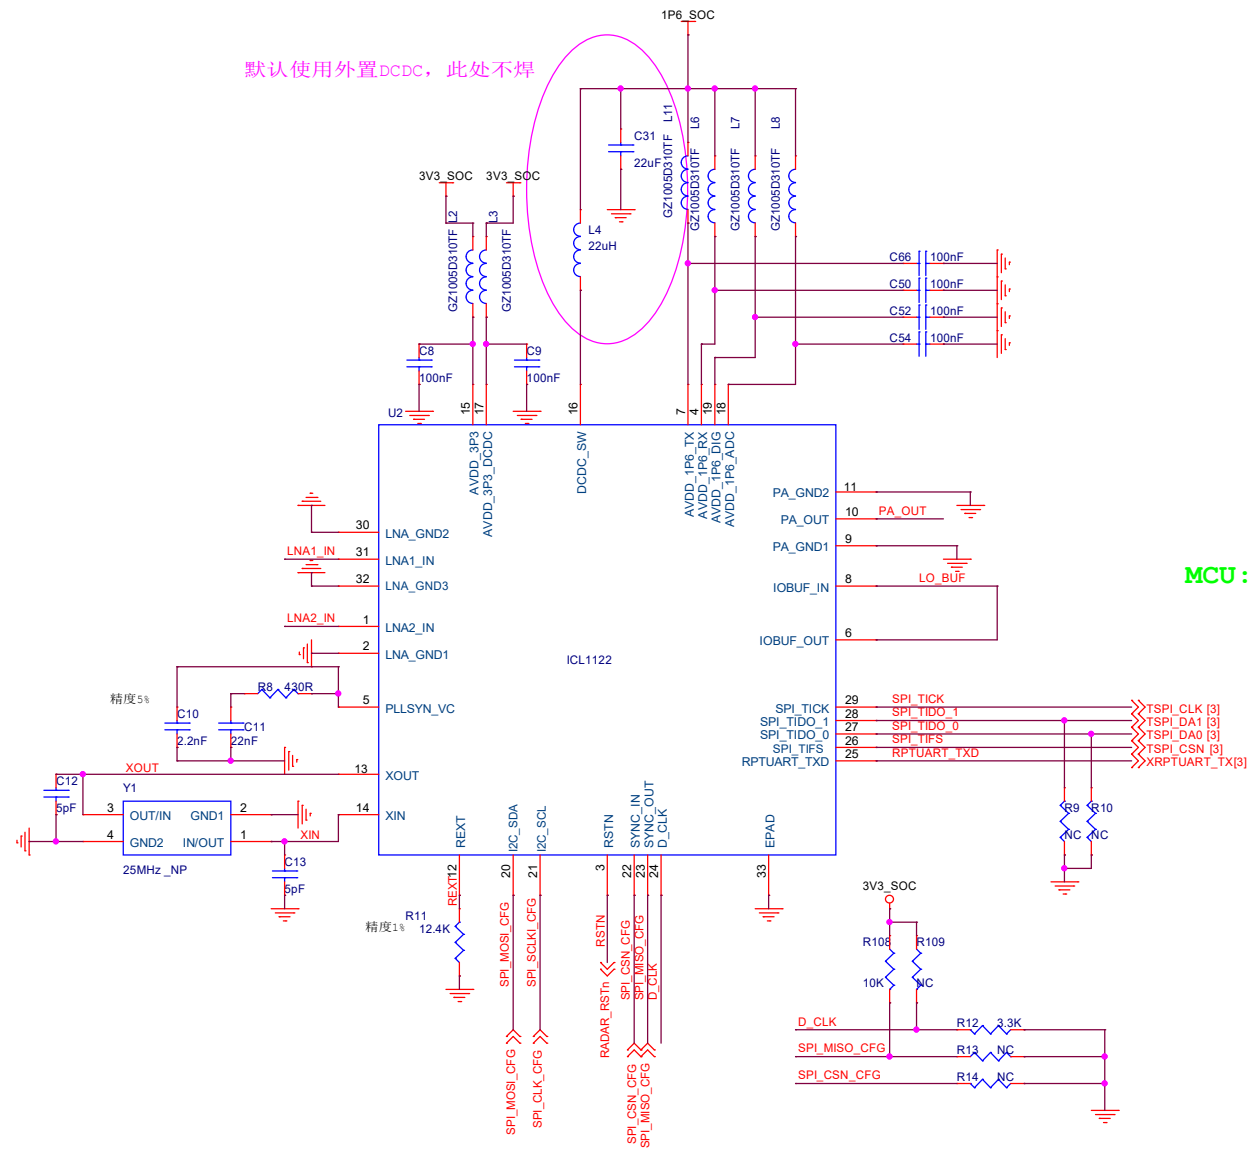 1P6_SOC
默认使用外置DCDC，此处不焊
C31
22uF
L11
GZ1005D310TF
L6
GZ1005D310TF
L7
GZ1005D310TF
L8
GZ1005D310TF
3V3_SOC
3V3_SOC
L2
GZ1005D310TF
L3
GZ1005D310TF
L4
22uH
C66
100nF
C50
100nF
C52
100nF
C54
100nF
C8
100nF
C9
100nF
U2
15
17
16
7
4
19
18
AVDD_3P3
AVDD_3P3_DCDC
DCDC_SW
AVDD_1P6_TX
AVDD_1P6_RX
AVDD_1P6_DIG
AVDD_1P6_ADC
PA_GND2
11
PA_OUT
10
PA_OUT
PA_GND1
9
IOBUF_IN
8
LO_BUF
IOBUF_OUT
6
MCU:
30
LNA_GND2
LNA1_IN
31
LNA1_IN
32
LNA_GND3
LNA2_IN
1
LNA2_IN
2
LNA_GND1
ICL1122
精度5%
R8
430R
5
PLLSYN_VC
C10
2.2nF
C11
22nF
SPI_TICK
29
SPI_TICK
TSPI_CLK [3]
SPI_TIDO_1
28
SPI_TIDO_1
TSPI_DA1 [3]
SPI_TIDO_0
27
SPI_TIDO_0
TSPI_DA0 [3]
SPI_TIFS
26
SPI_TIFS
TSPI_CSN [3]
RPTUART_TXD
25
RPTUART_TXD
XRPTUART_TX[3]
XOUT
13
XOUT
C12
5pF
Y1
3
OUT/IN
GND1
2
4
GND2
IN/OUT
1
25MHz_NP
XIN
14
XIN
C13
5pF
R9
NC
R10
NC
REXT
I2C_SDA
I2C_SCL
RSTN
SYNC_IN
SYNC_OUT
D_CLK
EPAD
12
20
21
3
22
23
24
33
REXT
精度1%
R11
12.4K
SPI_MOSI_CFG
SPI_SCLKI_CFG
RSTN
SPI_CSN_CFG
SPI_MISO_CFG
D_CLK
SPI_MOSI_CFG
SPI_CLK_CFG
RADAR_RSTn
SPI_CSN_CFG
SPI_MISO_CFG
3V3_SOC
R108
10K
R109
NC
D_CLK
R12
3.3K
SPI_MISO_CFG
R13
NC
SPI_CSN_CFG
R14
NC